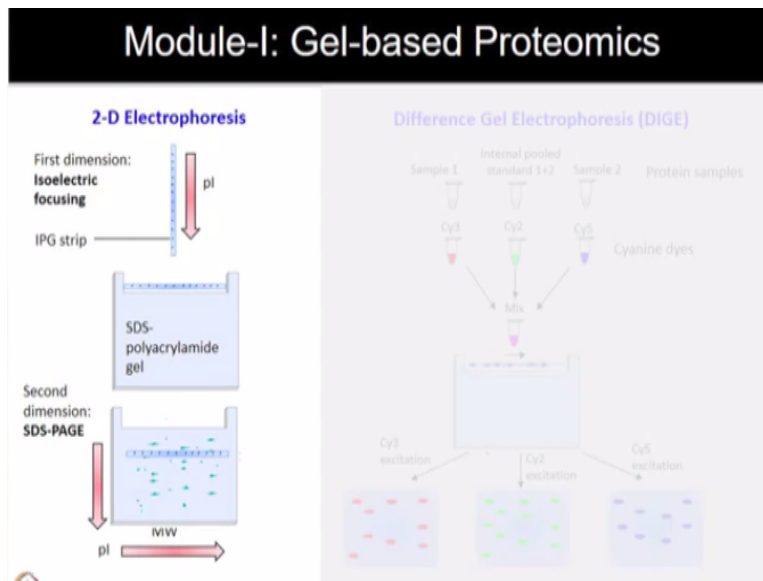 Module-I: Gel-based Proteomics
2-D Electrophoresis
First dimension:
Isoelectric
focusing
pI
IPG strip
SDS-
polyacrylamide
gel
Second
dimension:
SDS-PAGE
MW
pI
Difference Gel Electrophoresis (DIGE)
Sample 1
Internal pooled
standard 1+2
Sample 2
Protein samples
Cy3
Cy2
Cy5
Cyanine dyes
Mix
Cy3
excitation
Cy2
excitation
Cy5
excitation